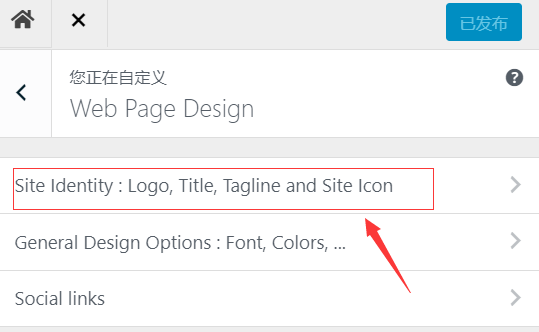 已发布
您正在自定义
Web Page Design
Site Identity : Logo, Title, Tagline and Site Icon
General Design Options : Font, Colors, ...
Social links